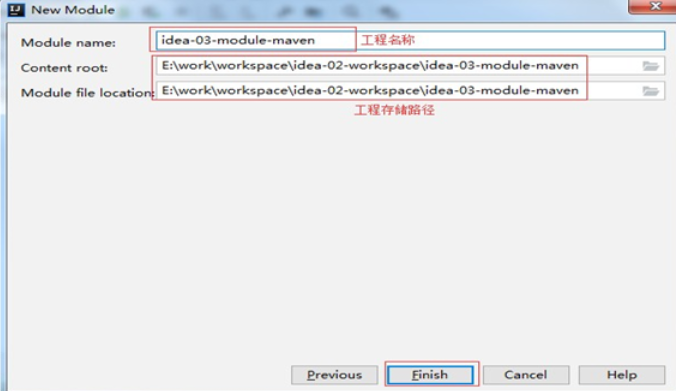 New Module
Module name: idea-03-module-maven 工程名称
Content root: E:\work\workspace\idea-02-workspace\idea-03-module-maven
Module file location: E:\work\workspace\idea-02-workspace\idea-03-module-maven
工程存储路径
Previous Finish Cancel Help